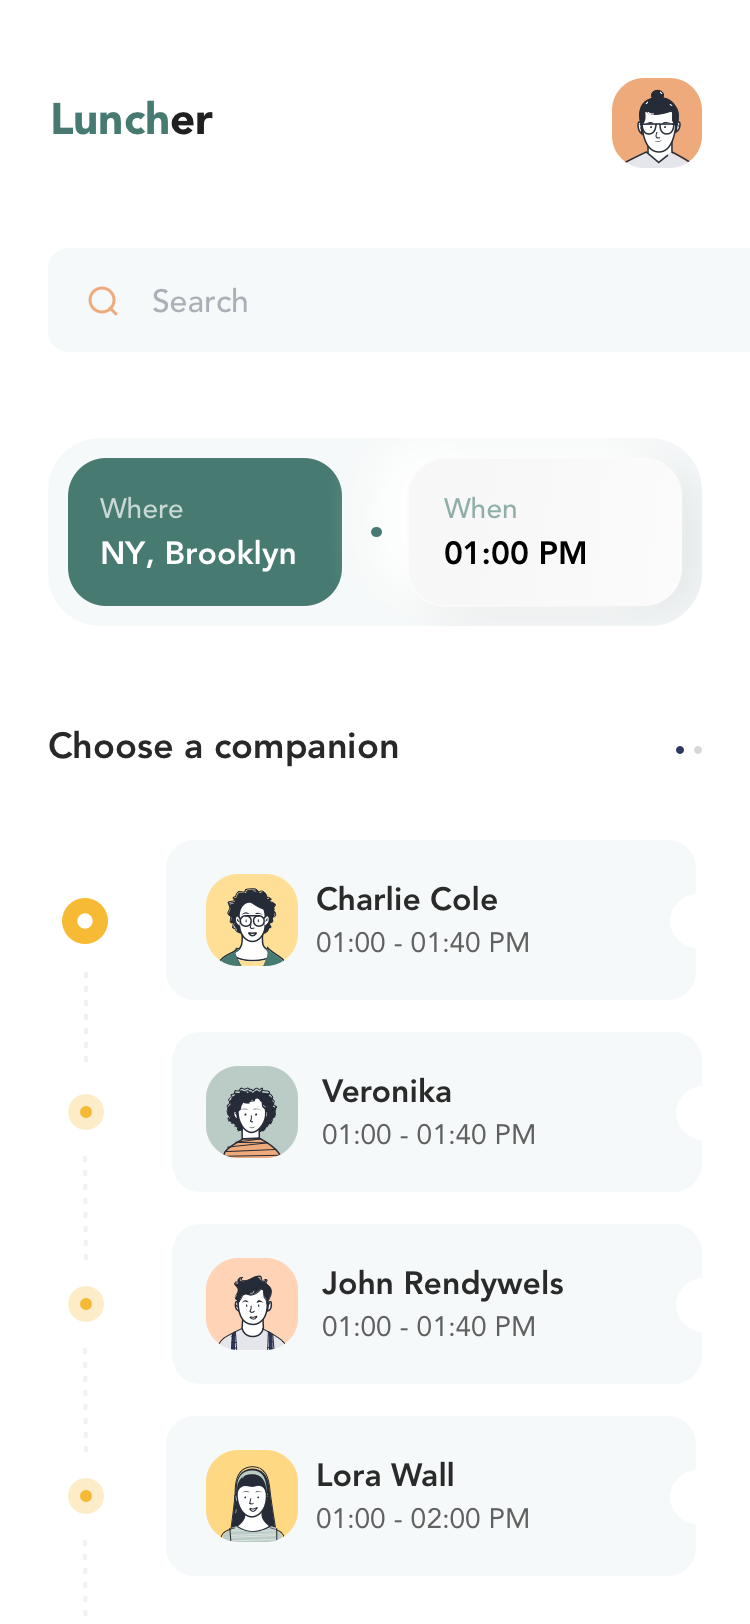 Luncher
Search
Where
NY, Brooklyn
When
01:00 PM
Choose a companion
Charlie Cole
01:00 - 01:40 PM
Veronika
01:00 - 01:40 PM
John Rendywels
01:00 - 01:40 PM
Lora Wall
01:00 - 02:00 PM